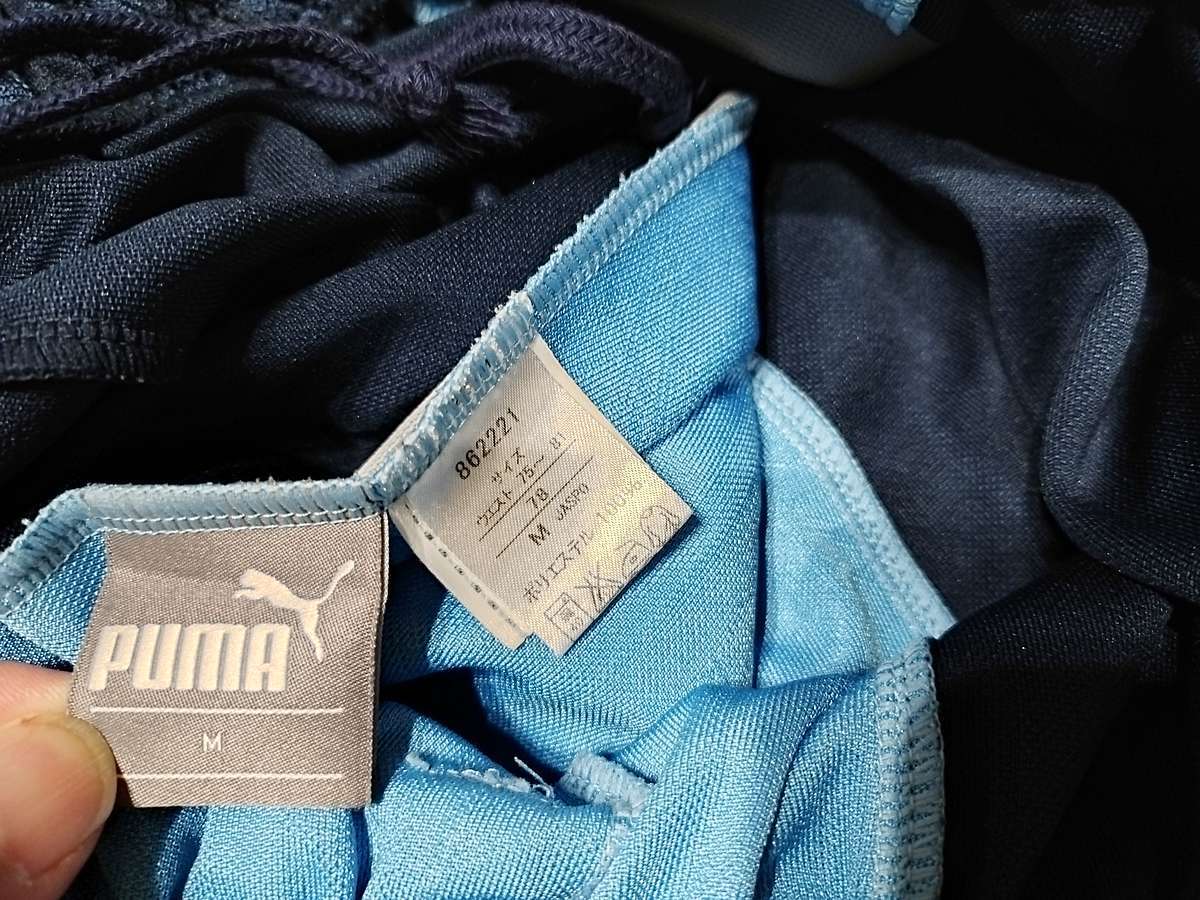 PUMA
M
862221
サイズ
ウエスト 75～ 81
78
M JASPO
ポリエステル 100%